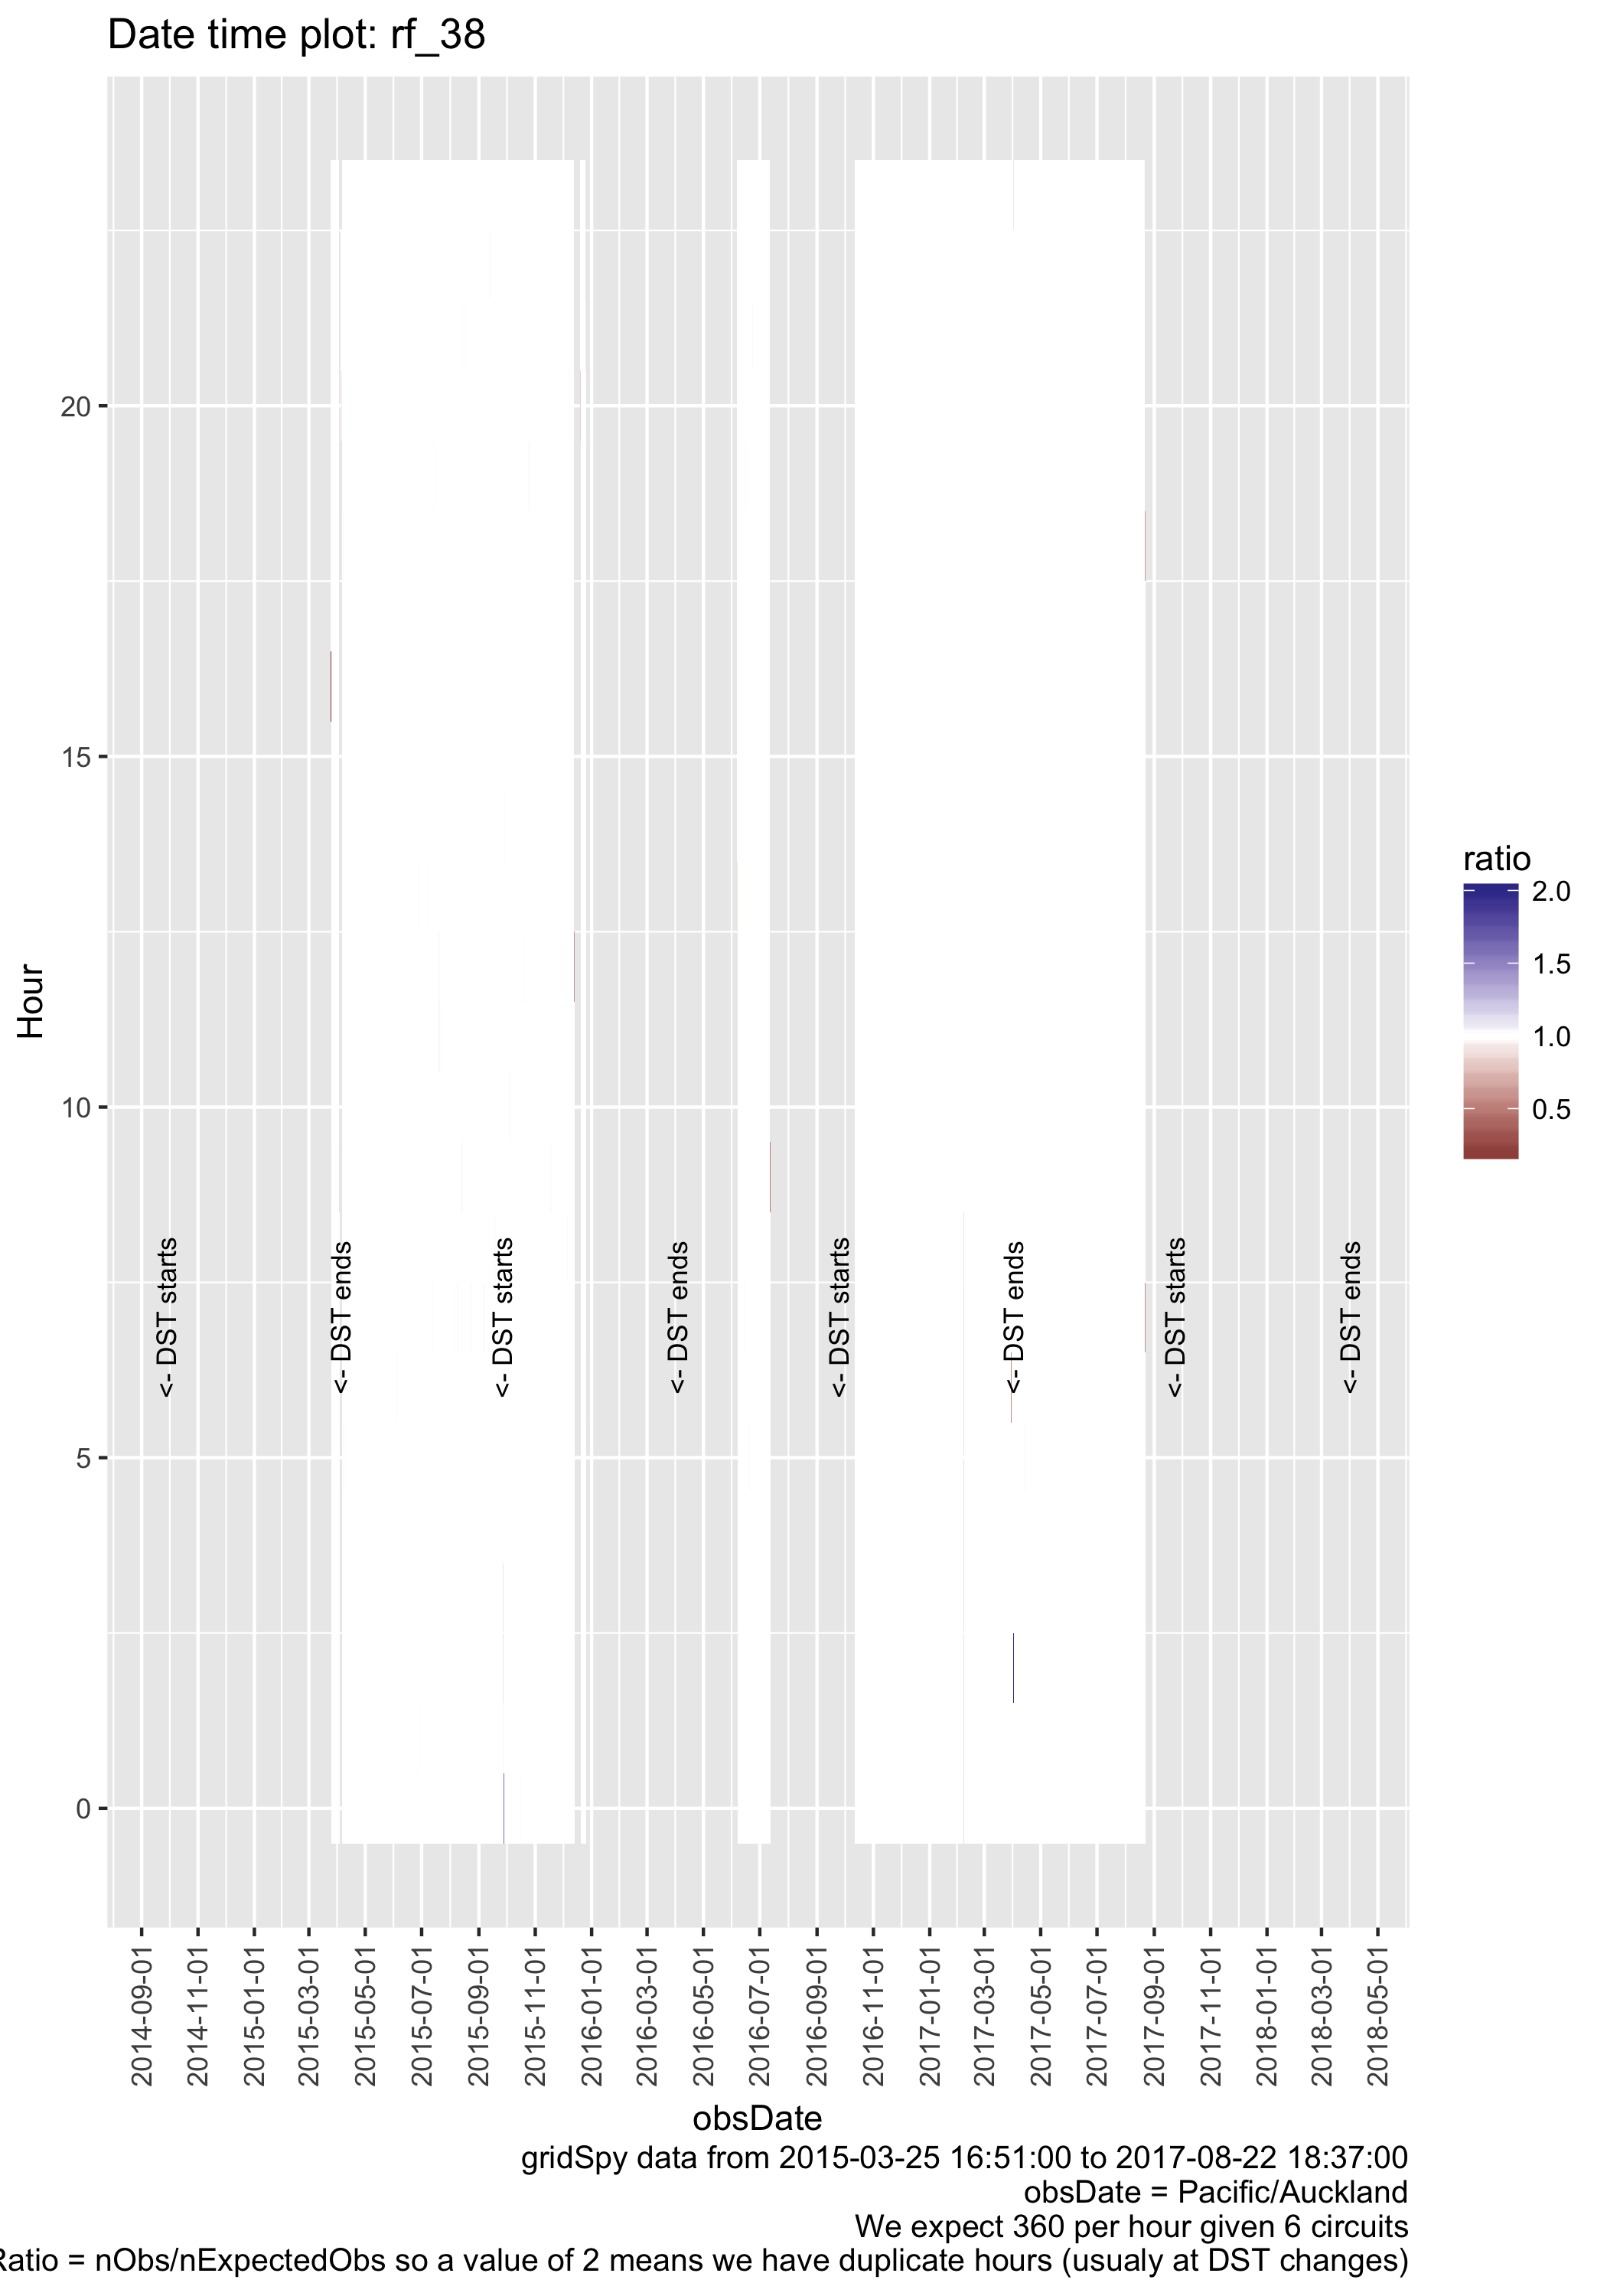 Date time plot: rf_38
Hour
20
15
10
5
0
<- DST starts
<- DST ends
<- DST starts
<- DST ends
<- DST starts
<- DST ends
<- DST starts
<- DST ends
ratio
2.0
1.5
1.0
0.5
2014-09-01
2014-11-01
2015-01-01
2015-03-01
2015-05-01
2015-07-01
2015-09-01
2015-11-01
2016-01-01
2016-03-01
2016-05-01
2016-07-01
2016-09-01
2016-11-01
2017-01-01
2017-03-01
2017-05-01
2017-07-01
2017-09-01
2017-11-01
2018-01-01
2018-03-01
2018-05-01
obsDate
gridSpy data from 2015-03-25 16:51:00 to 2017-08-22 18:37:00
obsDate = Pacific/Auckland
We expect 360 per hour given 6 circuits
Ratio = nObs/nExpectedObs so a value of 2 means we have duplicate hours (usualy at DST changes)